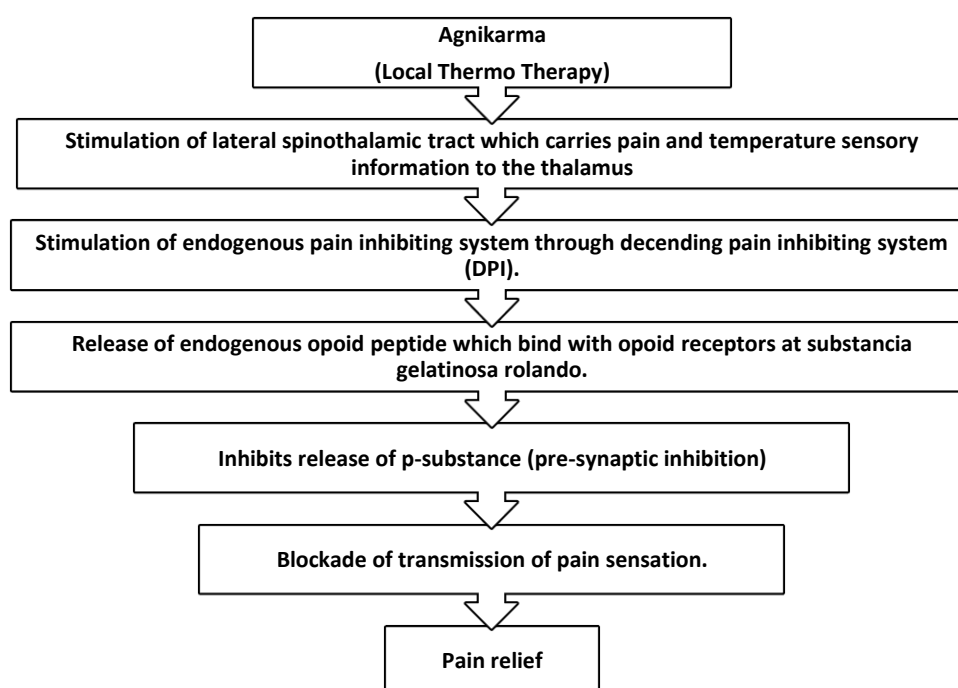 Agnikarma
(Local Thermo Therapy)
Stimulation of lateral spinothalamic tract which carries pain and temperature sensory
information to the thalamus
Stimulation of endogenous pain inhibiting system through decending pain inhibiting system
(DPI).
Release of endogenous opoid peptide which bind with opoid receptors at substancia
gelatinosa rolando.
Inhibits release of p-substance (pre-synaptic inhibition)
Blockade of transmission of pain sensation.
Pain relief